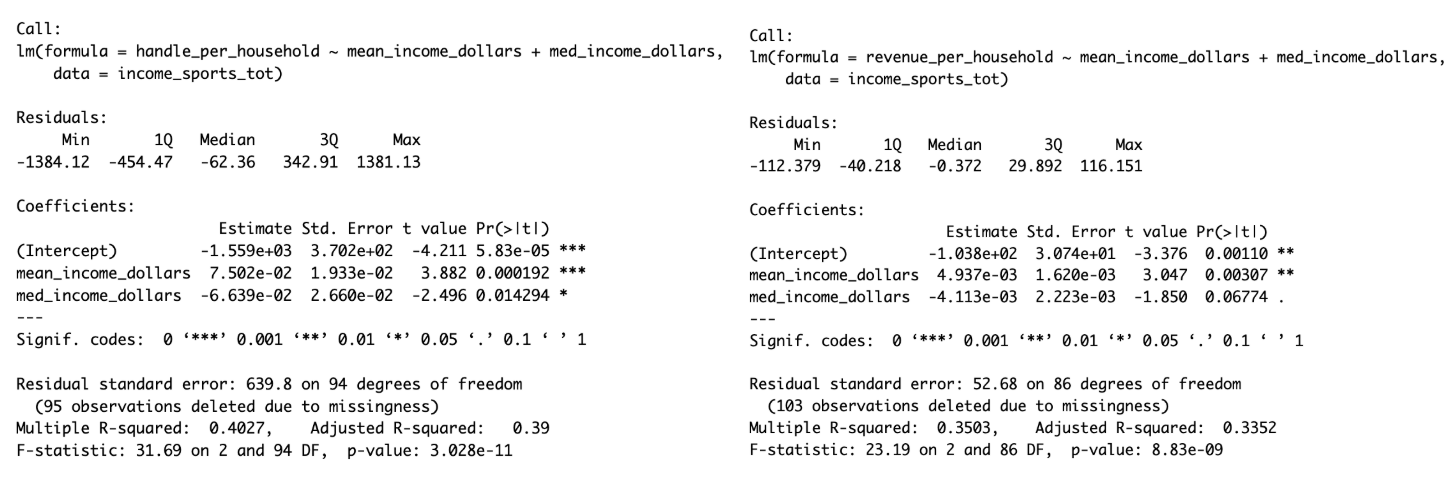 Call:
lm(formula = handle_per_household ~ mean_income_dollars + med_income_dollars,
    data = income_sports_tot)
Residuals:
     Min       1Q   Median       3Q      Max
-1384.12  -454.47   -62.36   342.91  1381.13
Coefficients:
                      Estimate Std. Error t value Pr(>|t|)
(Intercept)         -1.559e+03  3.702e+02  -4.211 5.83e-05 ***
mean_income_dollars  7.502e-02  1.933e-02   3.882 0.000192 ***
med_income_dollars  -6.639e-02  2.660e-02  -2.496 0.014294 *
---
Signif. codes:  0 ‘***’ 0.001 ‘**’ 0.01 ‘*’ 0.05 ‘.’ 0.1 ‘ ’ 1
Residual standard error: 639.8 on 94 degrees of freedom
  (95 observations deleted due to missingness)
Multiple R-squared:  0.4027,    Adjusted R-squared:   0.39
F-statistic: 31.69 on 2 and 94 DF,  p-value: 3.028e-11
Call:
lm(formula = revenue_per_household ~ mean_income_dollars + med_income_dollars,
    data = income_sports_tot)
Residuals:
     Min       1Q   Median       3Q      Max
-112.379  -40.218   -0.372   29.892  116.151
Coefficients:
                      Estimate Std. Error t value Pr(>|t|)
(Intercept)         -1.038e+02  3.074e+01  -3.376  0.00110 **
mean_income_dollars  4.937e-03  1.620e-03   3.047  0.00307 **
med_income_dollars  -4.113e-03  2.223e-03  -1.850  0.06774 .
---
Signif. codes:  0 ‘***’ 0.001 ‘**’ 0.01 ‘*’ 0.05 ‘.’ 0.1 ‘ ’ 1
Residual standard error: 52.68 on 86 degrees of freedom
  (103 observations deleted due to missingness)
Multiple R-squared:  0.3503,    Adjusted R-squared:  0.3352
F-statistic: 23.19 on 2 and 86 DF,  p-value: 8.83e-09